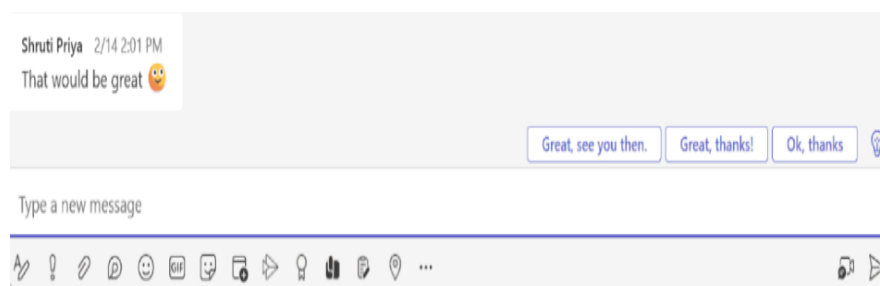 Shruti Priya 2/14 2:01 PM
That would be great 😀
Great, see you then. Great, thanks! Ok, thanks
Type a new message
GIF